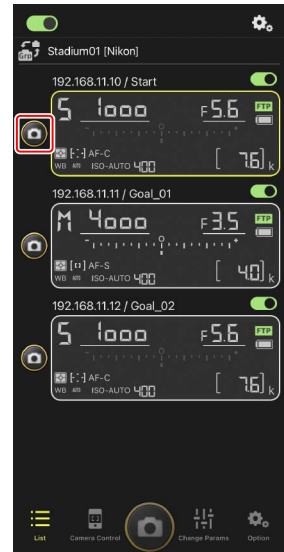 Grp Stadium01 [Nikon]
192.168.11.10 / Start
S 1000 F5.6 FTP
AF-C
WB ISO-AUTO 400 [ 7.6] k
192.168.11.11 / Goal_01
M 4000 F3.5 FTP
AF-S
WB ISO-AUTO 400 [ 4.0] k
192.168.11.12 / Goal_02
S 1000 F5.6 FTP
AF-C
WB ISO-AUTO 400 [ 7.6] k
List Camera Control Change Params Option